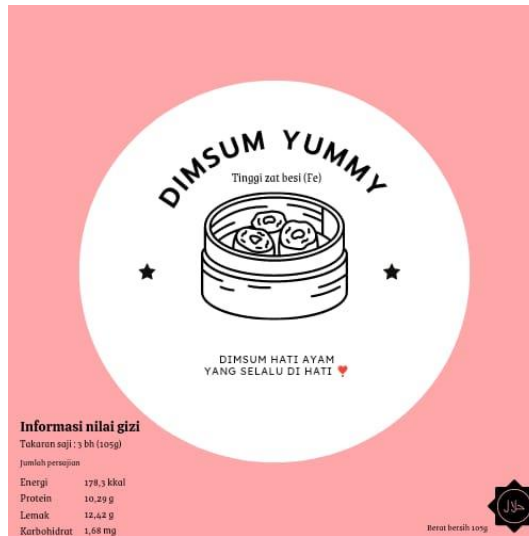 DIMSUM YUMMY
Tinggi zat besi (Fe)
DIMSUM HATI AYAM
YANG SELALU DI HATI
Informasi nilai gizi
Takaran saji : 3 bh (105g)
Jumlah persajian
Energi 178,3 kkal
Protein 10,29 g
Lemak 12,42 g
Karbohidrat 1,68 mg
حلال
Berat bersih 105g